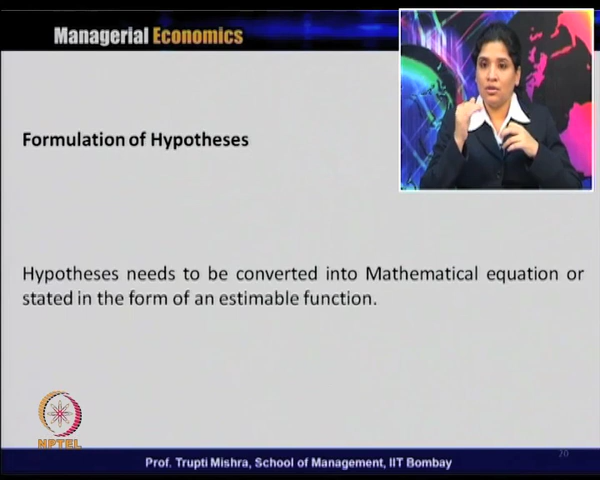 Managerial Economics
Formulation of Hypotheses
Hypotheses needs to be converted into Mathematical equation or
stated in the form of an estimable function.
NPTEL
Prof. Trupti Mishra, School of Management, IIT Bombay
20